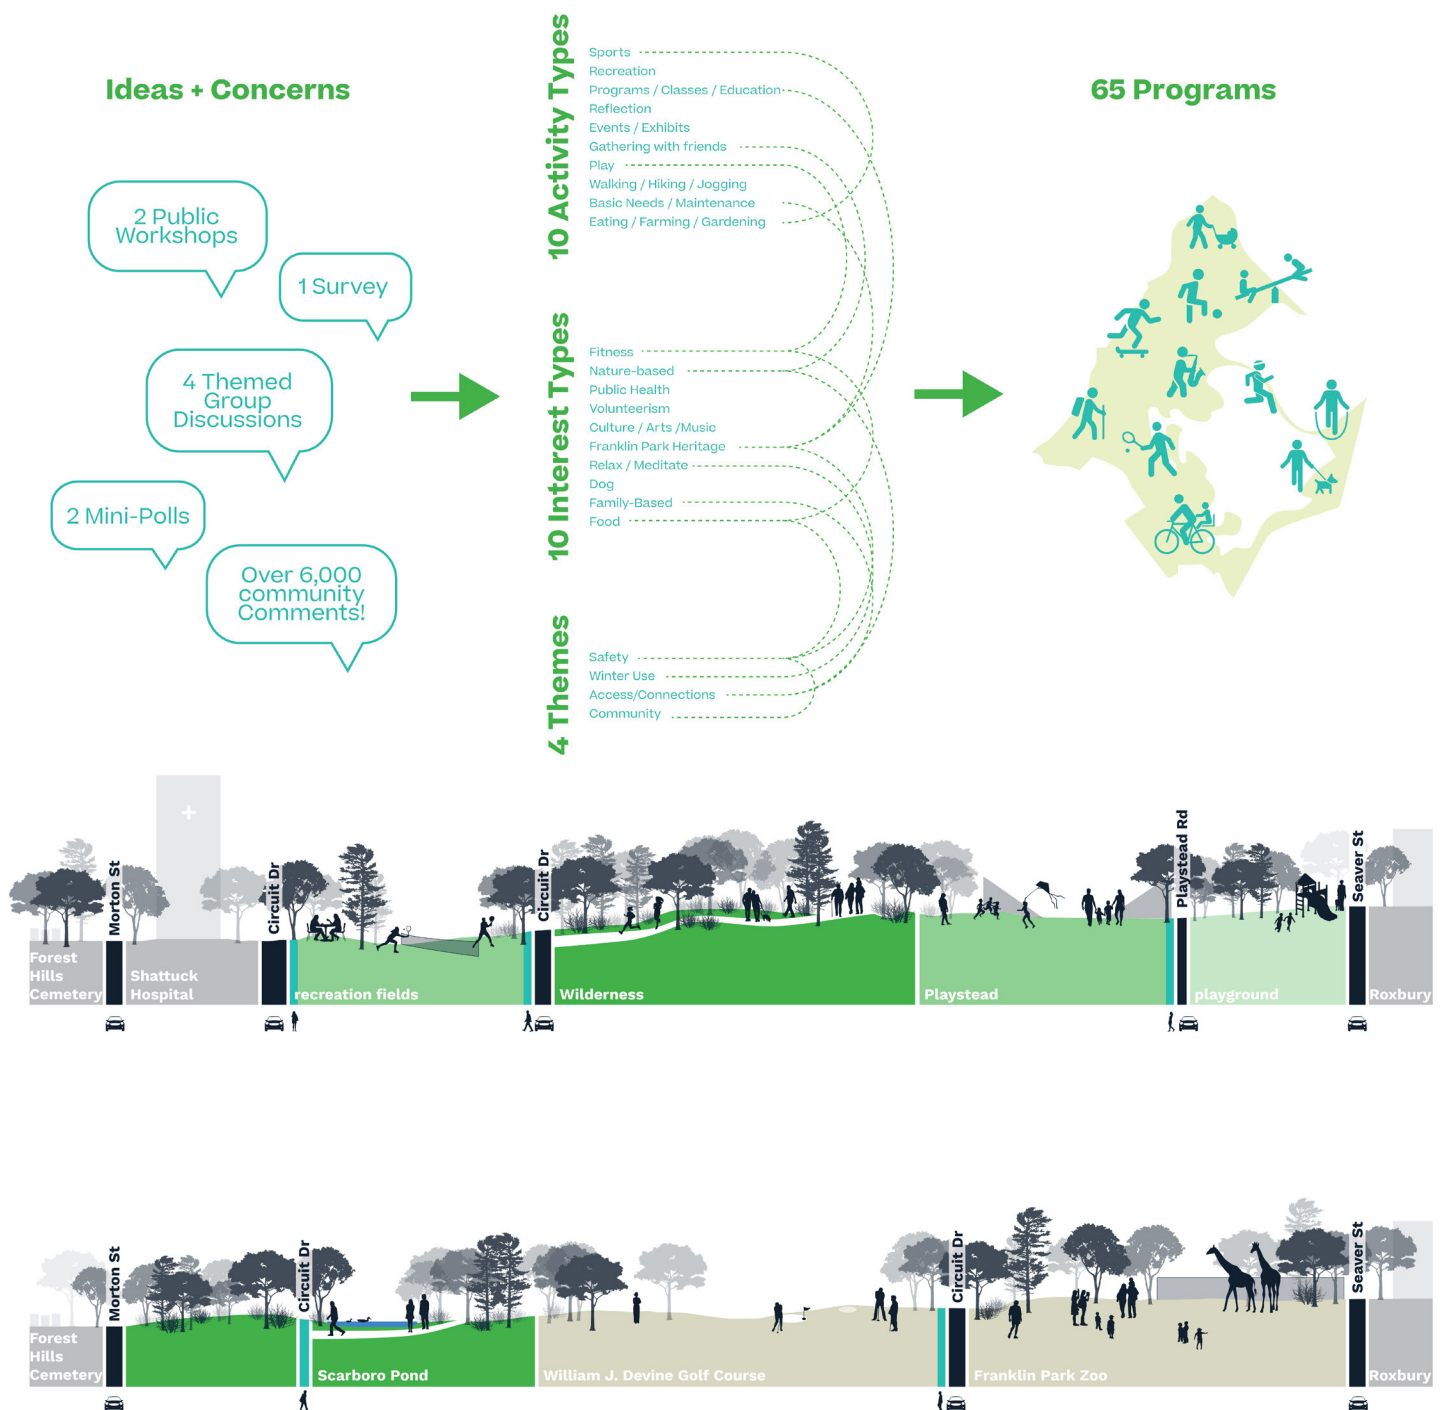 Ideas + Concerns
2 Public
Workshops
1 Survey
4 Themed
Group
Discussions
2 Mini-Polls
Over 6,000
community
Comments!
10 Activity Types
Sports
Recreation
Programs / Classes / Education
Reflection
Events / Exhibits
Gathering with friends
Play
Walking / Hiking / Jogging
Basic Needs / Maintenance
Eating / Farming / Gardening
10 Interest Types
Fitness
Nature-based
Public Health
Volunteerism
Culture / Arts /Music
Franklin Park Heritage
Relax / Meditate
Dog
Family-Based
Food
4 Themes
Safety
Winter Use
Access/Connections
Community
65 Programs
Forest
Hills
Cemetery
Morton St
Shattuck
Hospital
Circuit Dr
recreation fields
Circuit Dr
Wilderness
Playstead
Playstead Rd
playground
Seaver St
Roxbury
Forest
Hills
Cemetery
Morton St
Circuit Dr
Scarboro Pond
William J. Devine Golf Course
Circuit Dr
Franklin Park Zoo
Seaver St
Roxbury